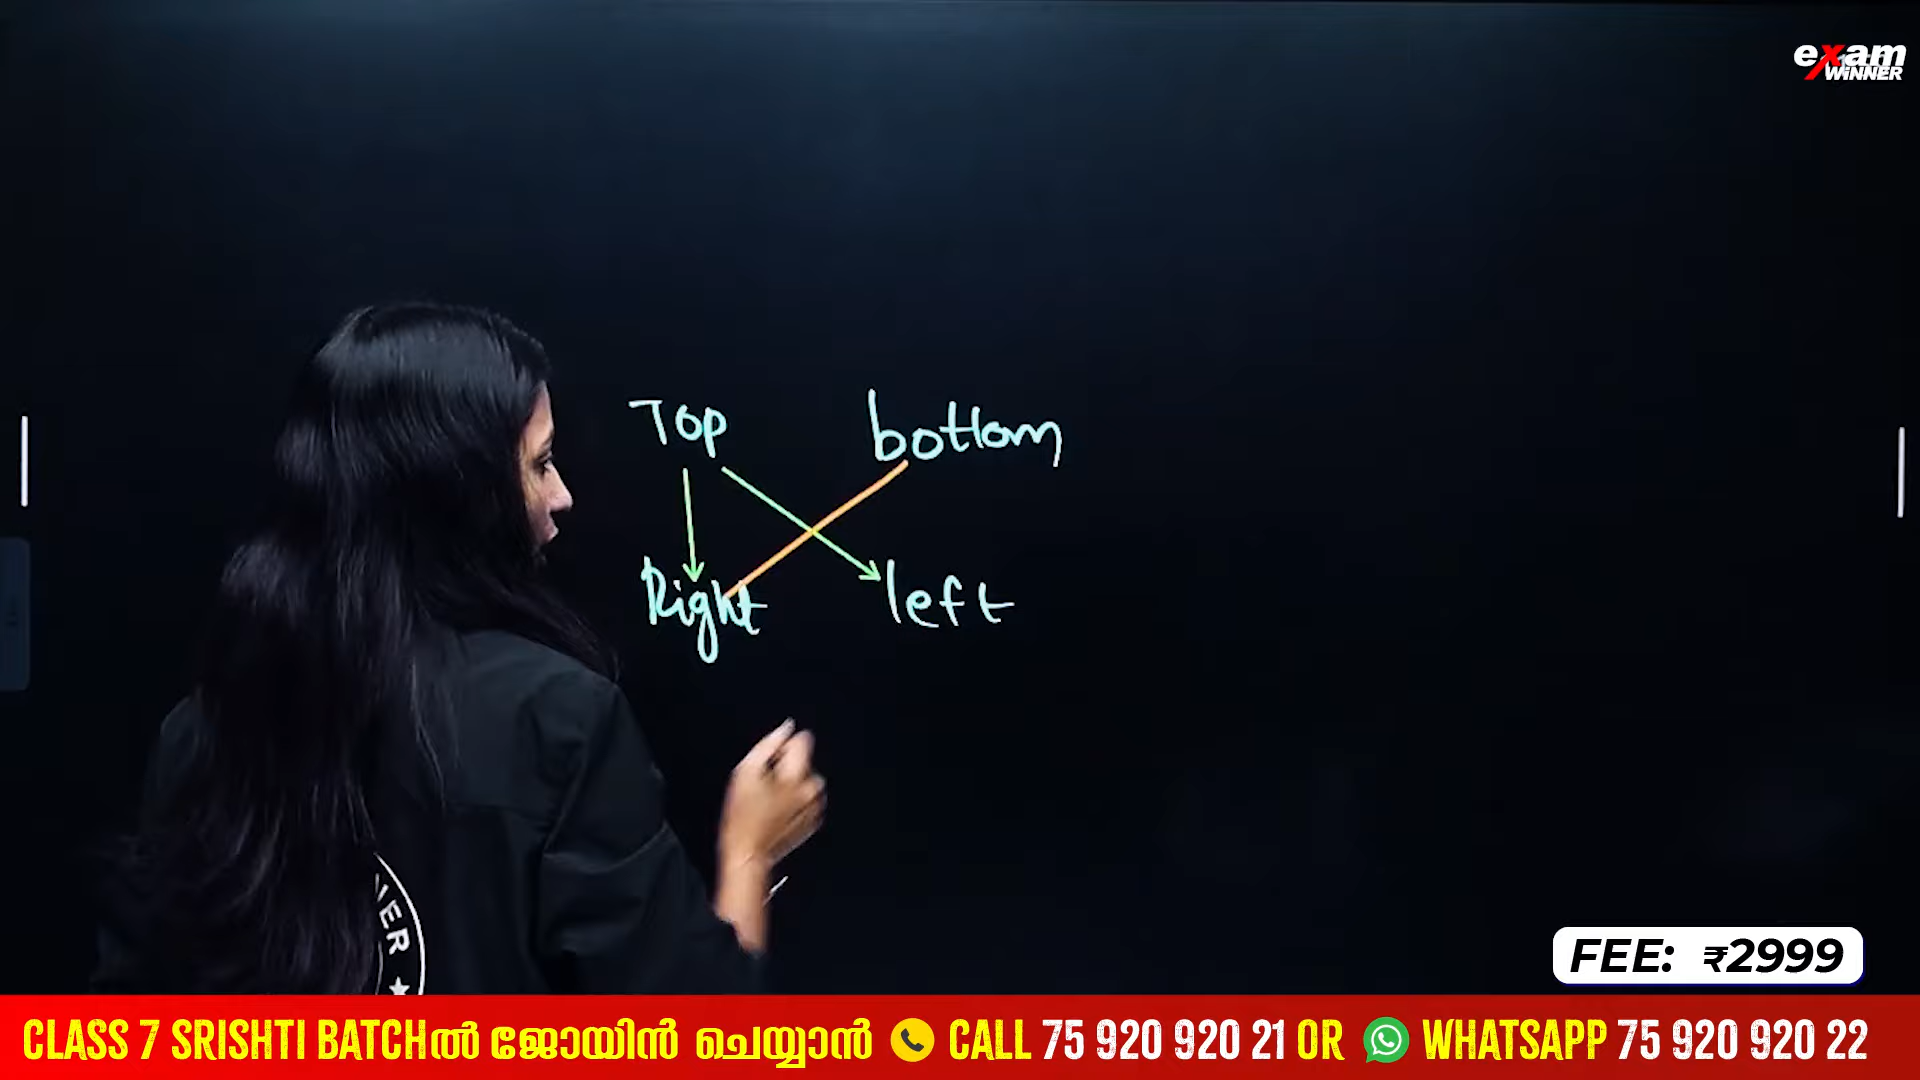 exam
WINNER
Top bottom
Right left
NER
FEE: ₹2999
CLASS 7 SRISHTI BATCHൽ ജോയിൻ ചെയ്യാൻ CALL 75 920 920 21 OR WHATSAPP 75 920 920 22